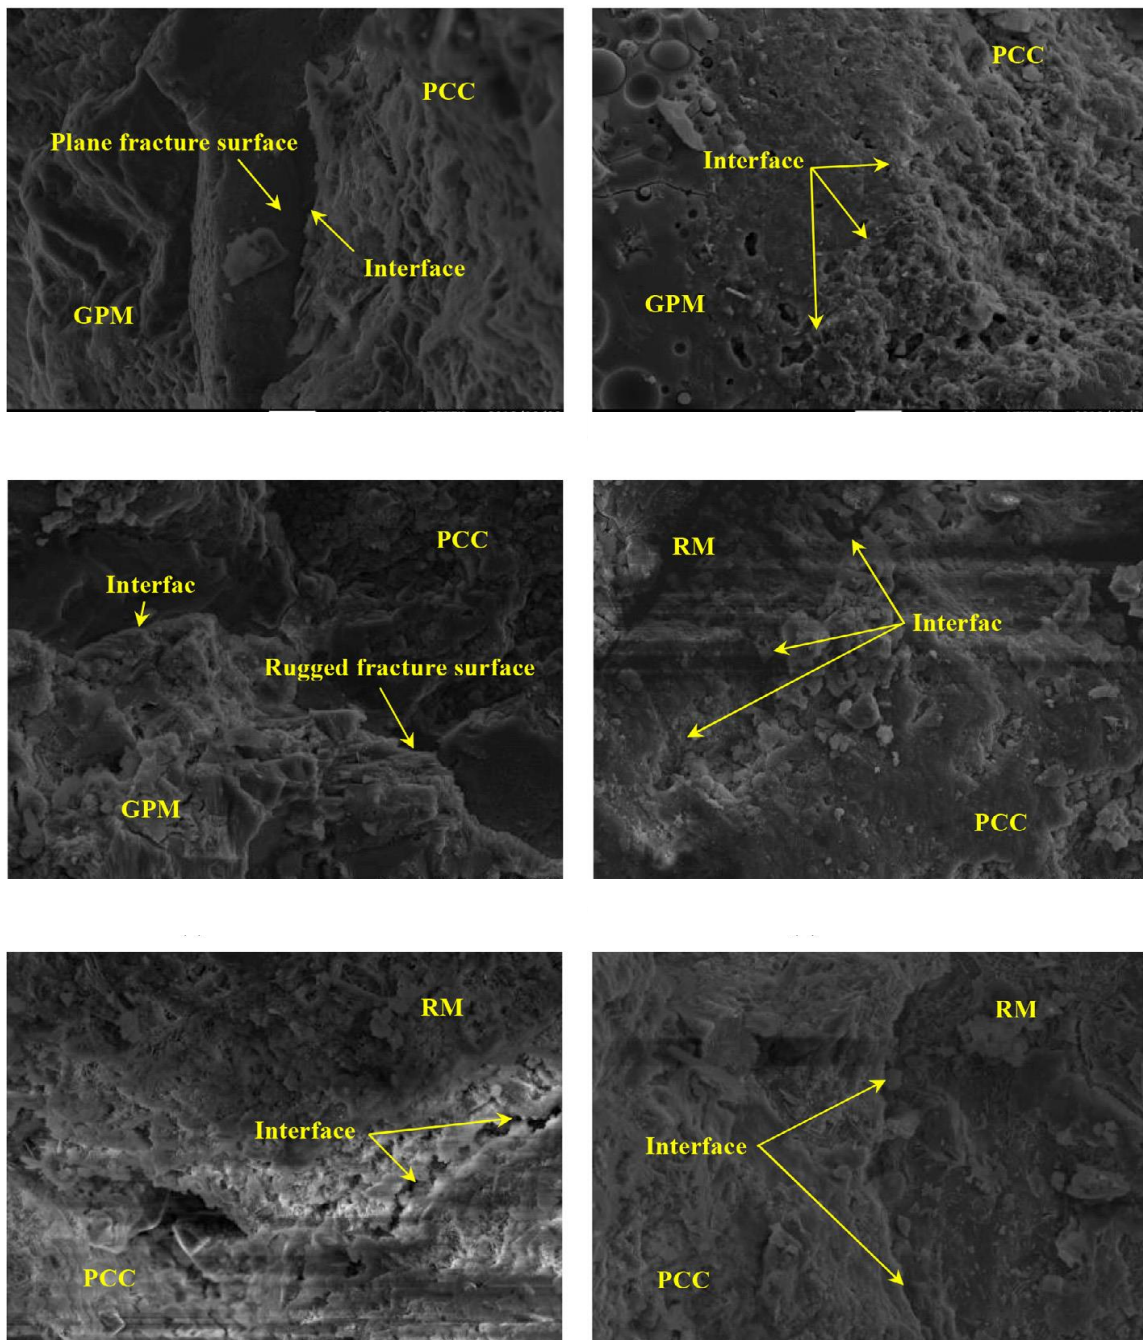 PCC
Plane fracture surface
Interface
GPM
PCC
Interface
GPM
PCC
Interfac
Rugged fracture surface
GPM
RM
Interfac
PCC
RM
Interface
PCC
RM
Interface
PCC